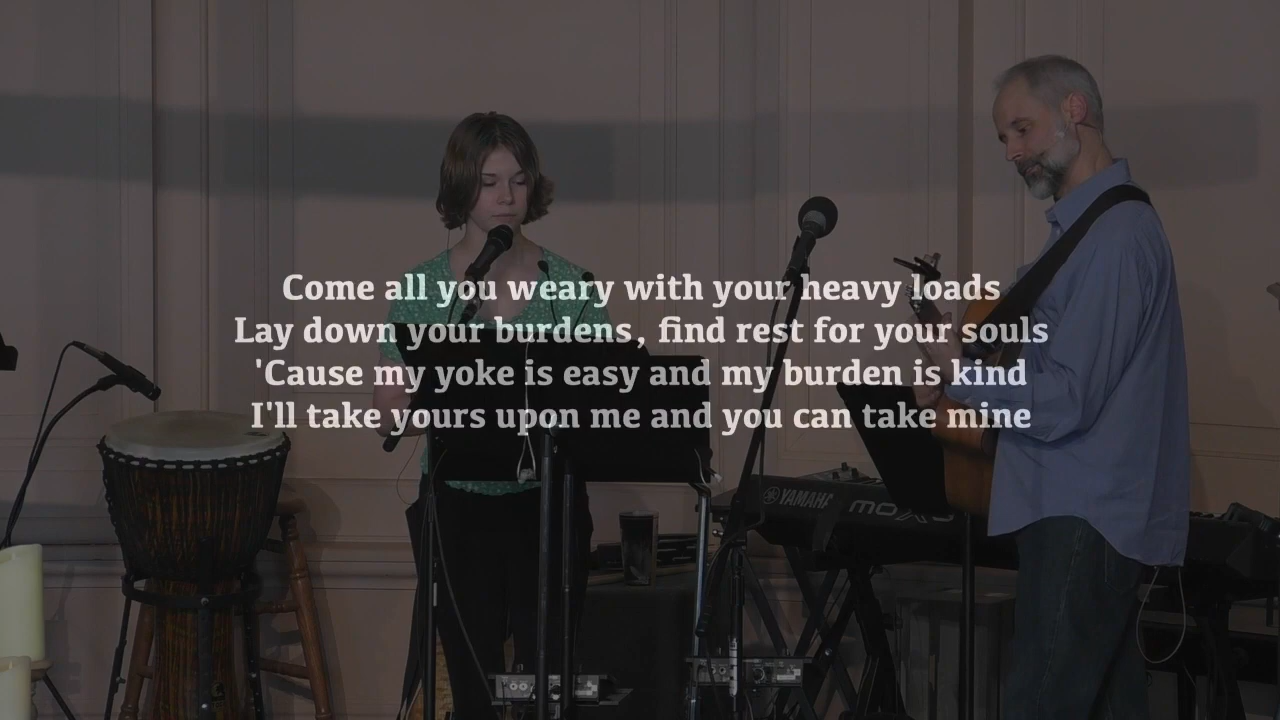 Come all you weary with your heavy loads
Lay down your burdens, find rest for your souls
'Cause my yoke is easy and my burden is kind
I'll take yours upon me and you can take mine
YAMAHA